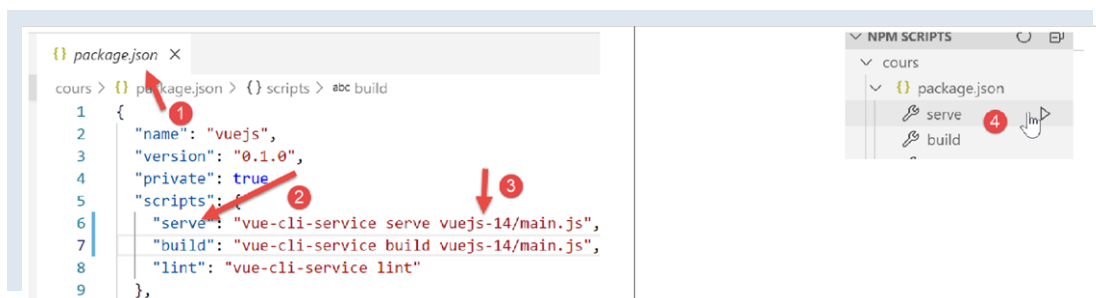 {} package.json ×
cours > {} package.json > {} scripts > abc build
1 {
2 "name": "vuejs",
3 "version": "0.1.0",
4 "private": true
5 "scripts": {
6 "serve": "vue-cli-service serve vuejs-14/main.js",
7 "build": "vue-cli-service build vuejs-14/main.js",
8 "lint": "vue-cli-service lint"
9 },
1
2
3
NPM SCRIPTS
cours
{} package.json
serve
4
build